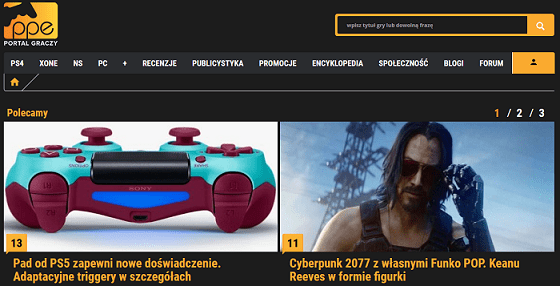 ppe
PORTAL GRACZY
wpisz tytuł gry lub dowolną frazę
PS4 XONE NS PC + RECENZJE PUBLICYSTYKA PROMOCJE ENCYKLOPEDIA SPOŁECZNOŚĆ BLOGI FORUM
Polecamy
1 / 2 / 3
SHARE
OPTIONS
SONY
13
Pad od PS5 zapewni nowe doświadczenie.
Adaptacyjne triggery w szczegółach
11
Cyberpunk 2077 z własnymi Funko POP. Keanu
Reeves w formie figurki